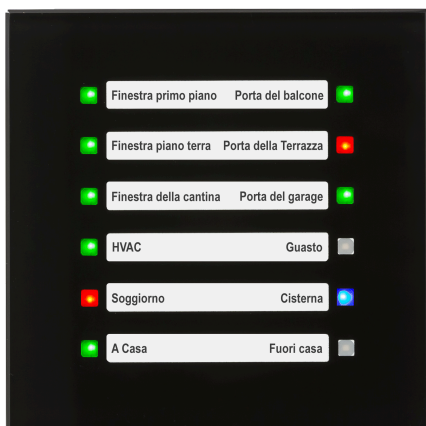 Finestra primo piano Porta del balcone
Finestra piano terra Porta della Terrazza
Finestra della cantina Porta del garage
HVAC Guasto
Soggiorno Cisterna
A Casa Fuori casa